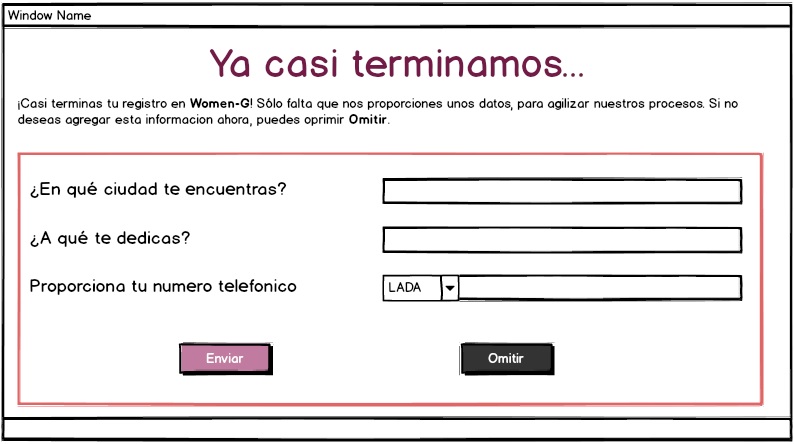 Window Name
Ya casi terminamos...
¡Casi terminas tu registro en Women-G! Sólo falta que nos proporciones unos datos, para agilizar nuestros procesos. Si no
deseas agregar esta informacion ahora, puedes oprimir Omitir.
¿En qué ciudad te encuentras?
¿A qué te dedicas?
Proporciona tu numero telefonico
LADA
Enviar
Omitir